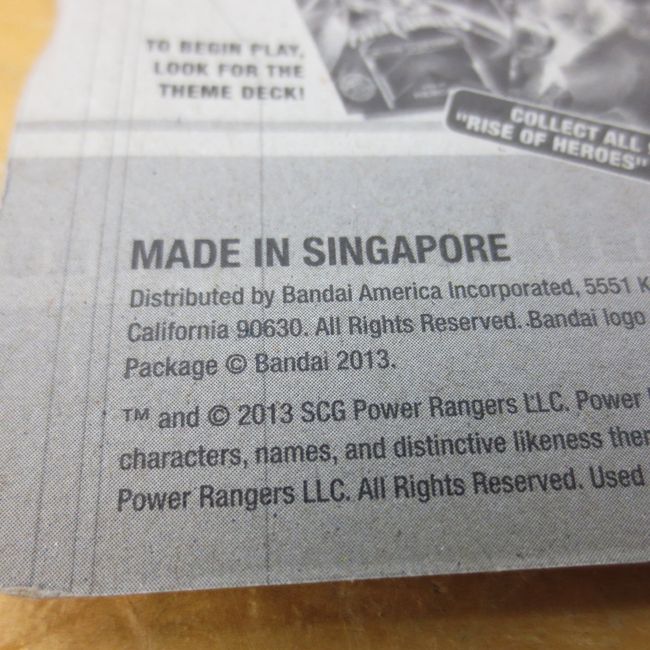 TO BEGIN PLAY,
LOOK FOR THE
THEME DECK!
COLLECT ALL
"RISE OF HEROES"
MADE IN SINGAPORE
Distributed by Bandai America Incorporated, 5551 K
California 90630. All Rights Reserved. Bandai logo
Package © Bandai 2013.
™ and © 2013 SCG Power Rangers LLC. Power
characters, names, and distinctive likeness
Power Rangers LLC. All Rights Reserved. Used